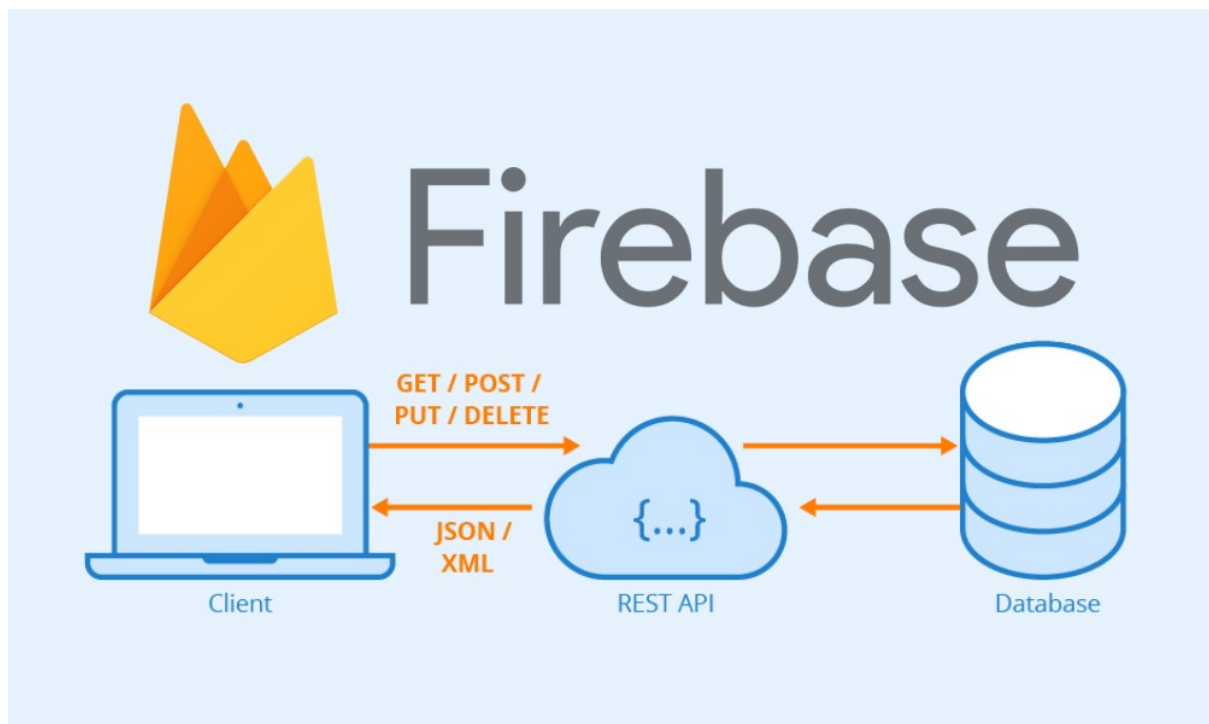 Firebase
GET / POST /
PUT / DELETE
JSON /
XML
{...}
Client
REST API
Database